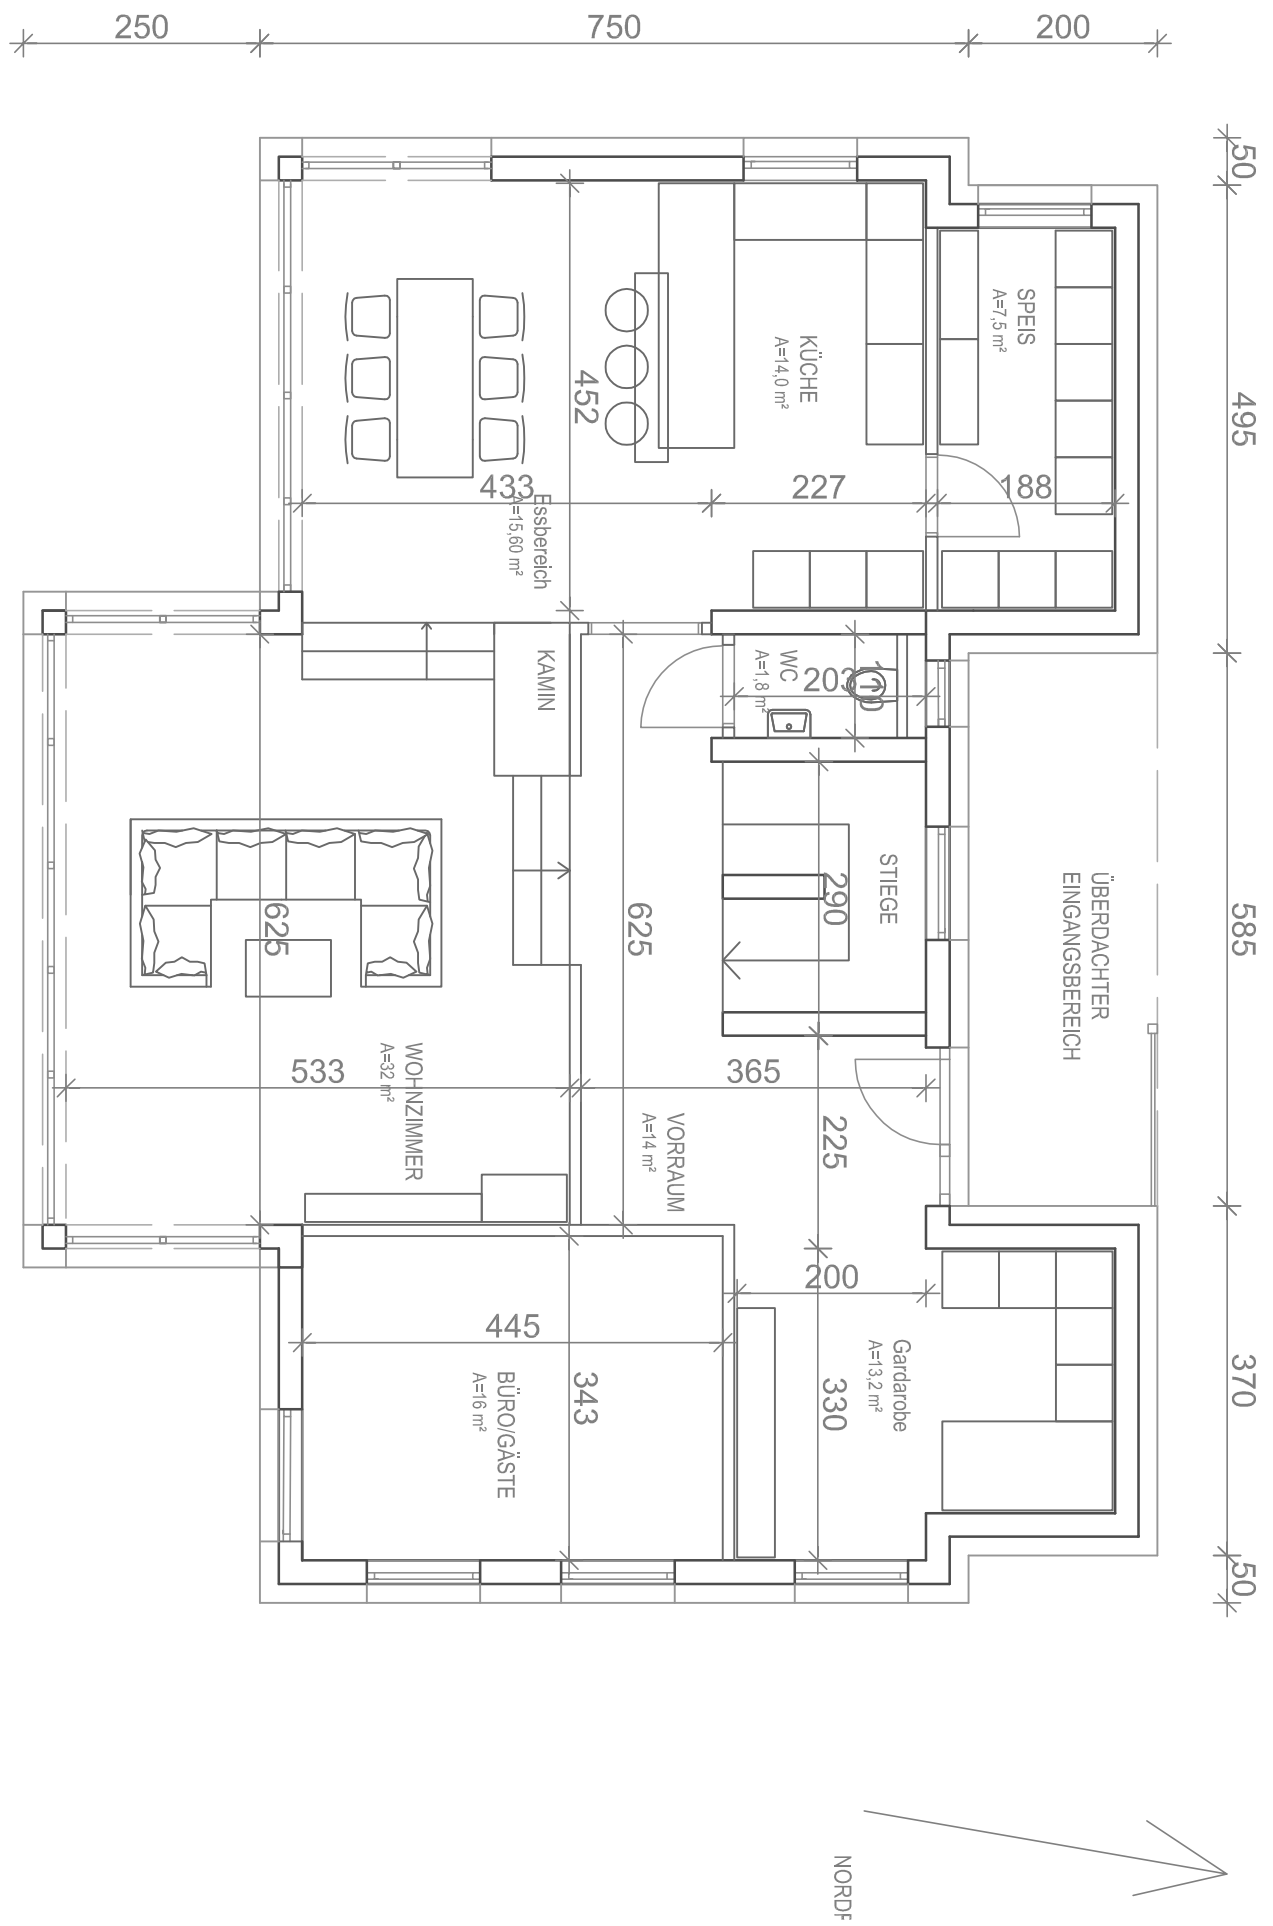 250
750
200
50
495
585
370
50
SPEIS
A=7,5 m²
KÜCHE
A=14,0 m²
452
433
227
188
Essbereich
A=15,60 m²
KAMIN
WC
A=1,8 m²
203
110
STIEGE
290
ÜBERDACHTER
EINGANGSBEREICH
625
625
533
365
WOHNZIMMER
A=32 m²
VORRAUM
A=14 m²
225
200
445
Gardarobe
A=13,2 m²
330
343
BÜRO/GÄSTE
A=16 m²